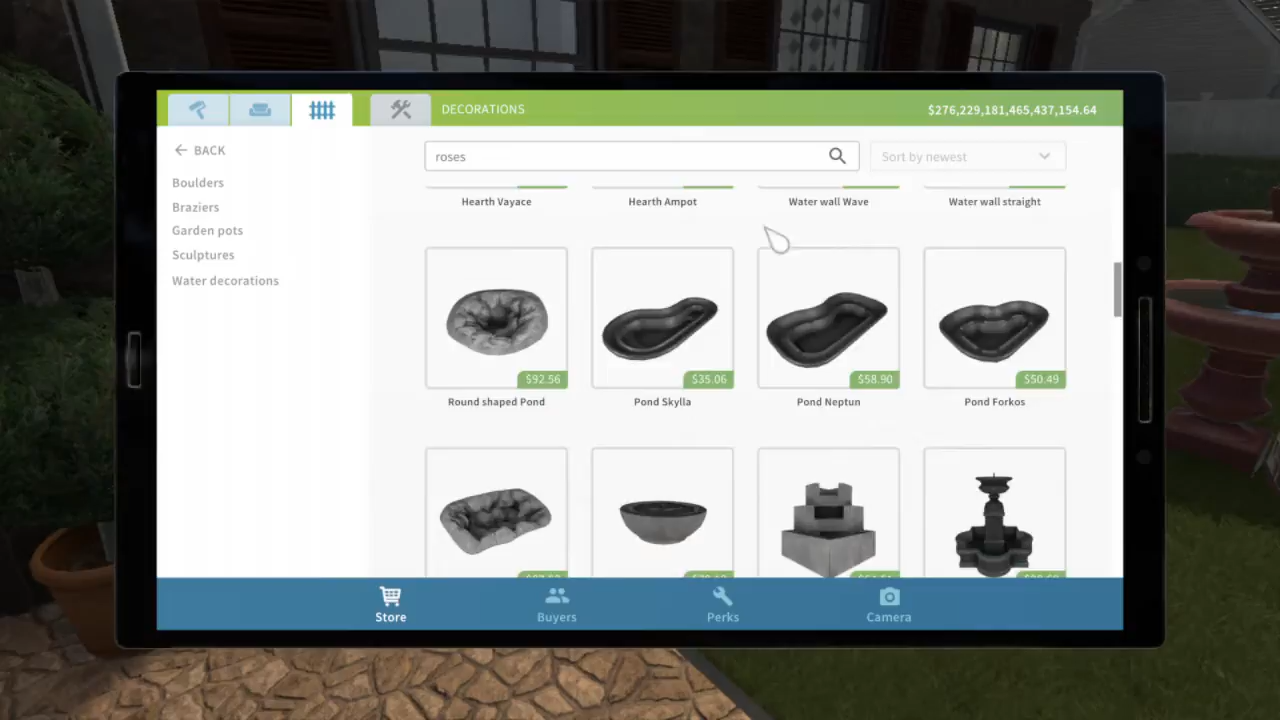 DECORATIONS
$276,229,181,465,437,154.64
BACK
roses
Sort by newest
Boulders
Braziers
Garden pots
Sculptures
Water decorations
Hearth Vayace
Hearth Ampot
Water wall Wave
Water wall straight
$92.56
$35.06
$58.90
$50.49
Round shaped Pond
Pond Skylla
Pond Neptun
Pond Forkos
Store
Buyers
Perks
Camera